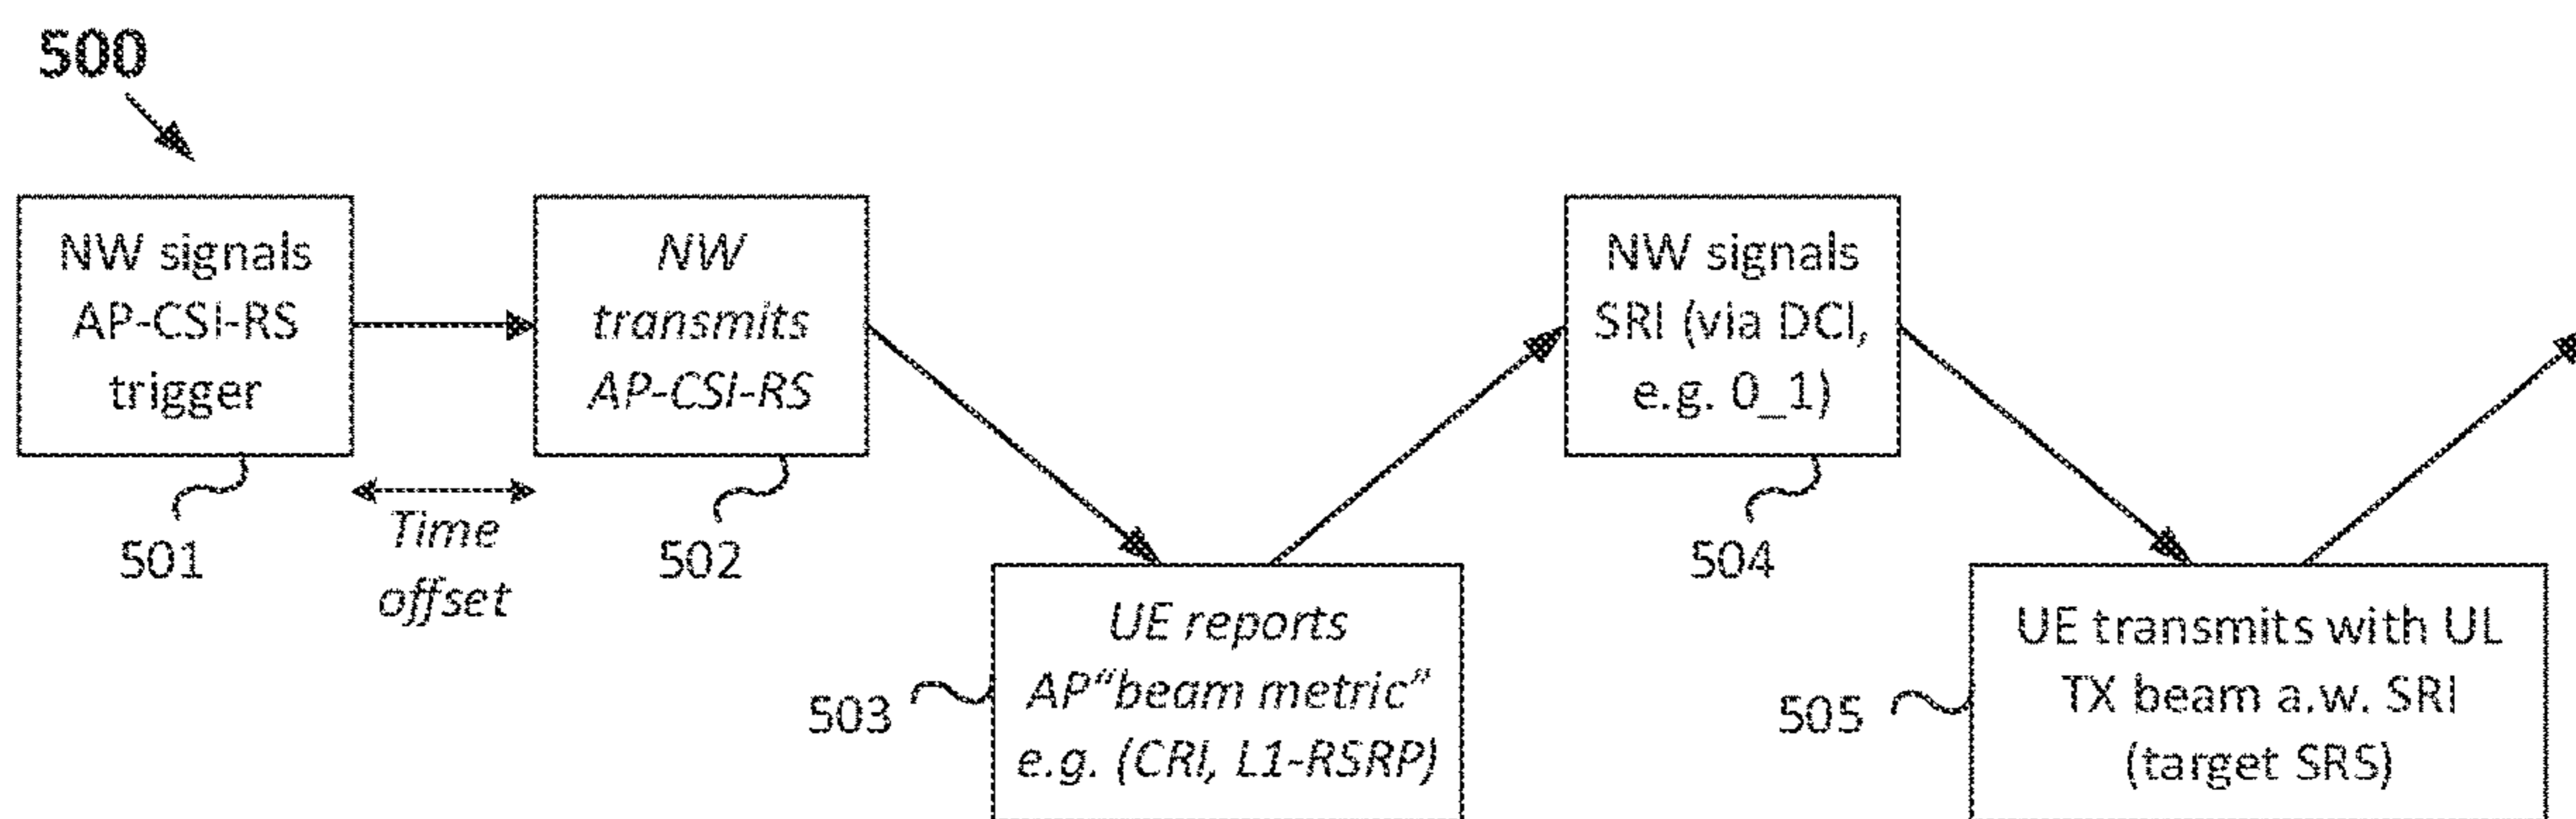 500
NW signals
AP-CSI-RS
trigger
NW
transmits
AP-CSI-RS
NW signals
SRI (via DCI,
e.g. 0_1)
501
Time
offset
502
504
503
UE reports
AP“beam metric”
e.g. (CRI, L1-RSRP)
505
UE transmits with UL
TX beam a.w. SRI
(target SRS)